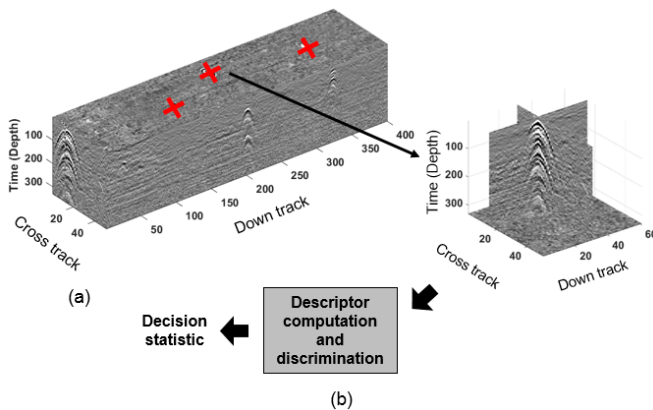 Time (Depth)
100
200
300
20
40
Cross track
50
100
150
200
250
300
350
400
Down track
(a)
Time (Depth)
100
200
300
20
40
Cross track
20
40
60
Down track
Descriptor
computation
and
discrimination
Decision
statistic
(b)